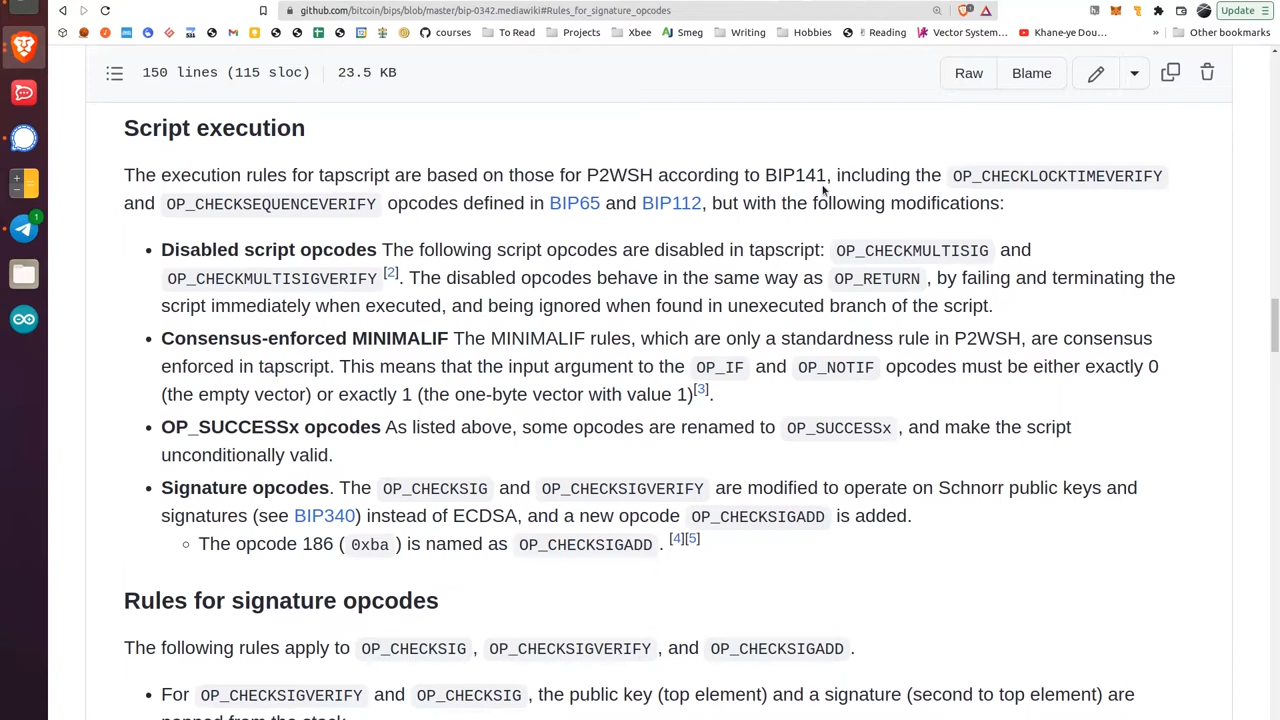 github.com/bitcoin/bips/blob/master/bip-0342.mediawiki#Rules_for_signature_opcodes
1
Update
courses
To Read
Projects
Xbee
Smeg
Writing
Hobbies
Reading
Vector System...
Khane-ye Dou...
»
Other bookmarks
150 lines (115 sloc) | 23.5 KB
Raw
Blame
Script execution
The execution rules for tapscript are based on those for P2WSH according to BIP141, including the OP_CHECKLOCKTIMEVERIFY
and OP_CHECKSEQUENCEVERIFY opcodes defined in BIP65 and BIP112, but with the following modifications:
• Disabled script opcodes The following script opcodes are disabled in tapscript: OP_CHECKMULTISIG and
OP_CHECKMULTISIGVERIFY [2]. The disabled opcodes behave in the same way as OP_RETURN , by failing and terminating the
script immediately when executed, and being ignored when found in unexecuted branch of the script.
• Consensus-enforced MINIMALIF The MINIMALIF rules, which are only a standardness rule in P2WSH, are consensus
enforced in tapscript. This means that the input argument to the OP_IF and OP_NOTIF opcodes must be either exactly 0
(the empty vector) or exactly 1 (the one-byte vector with value 1)[3].
• OP_SUCCESSx opcodes As listed above, some opcodes are renamed to OP_SUCCESSx , and make the script
unconditionally valid.
• Signature opcodes. The OP_CHECKSIG and OP_CHECKSIGVERIFY are modified to operate on Schnorr public keys and
signatures (see BIP340) instead of ECDSA, and a new opcode OP_CHECKSIGADD is added.
○ The opcode 186 ( 0xba ) is named as OP_CHECKSIGADD . [4][5]
Rules for signature opcodes
The following rules apply to OP_CHECKSIG , OP_CHECKSIGVERIFY , and OP_CHECKSIGADD .
• For OP_CHECKSIGVERIFY and OP_CHECKSIG , the public key (top element) and a signature (second to top element) are
popped from the stack.
1